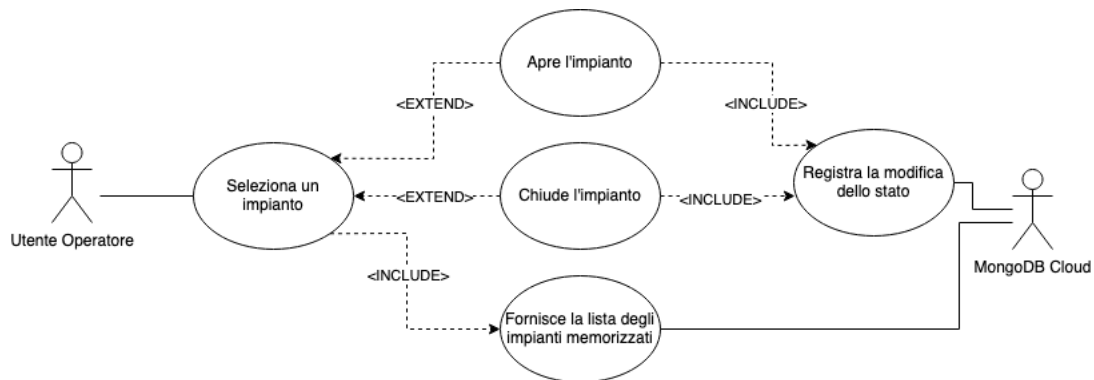 Apre l'impianto
<EXTEND>
<INCLUDE>
Seleziona un
impianto
<EXTEND>
Chiude l'impianto
<INCLUDE>
Registra la modifica
dello stato
Utente Operatore
MongoDB Cloud
<INCLUDE>
Fornisce la lista degli
impianti memorizzati